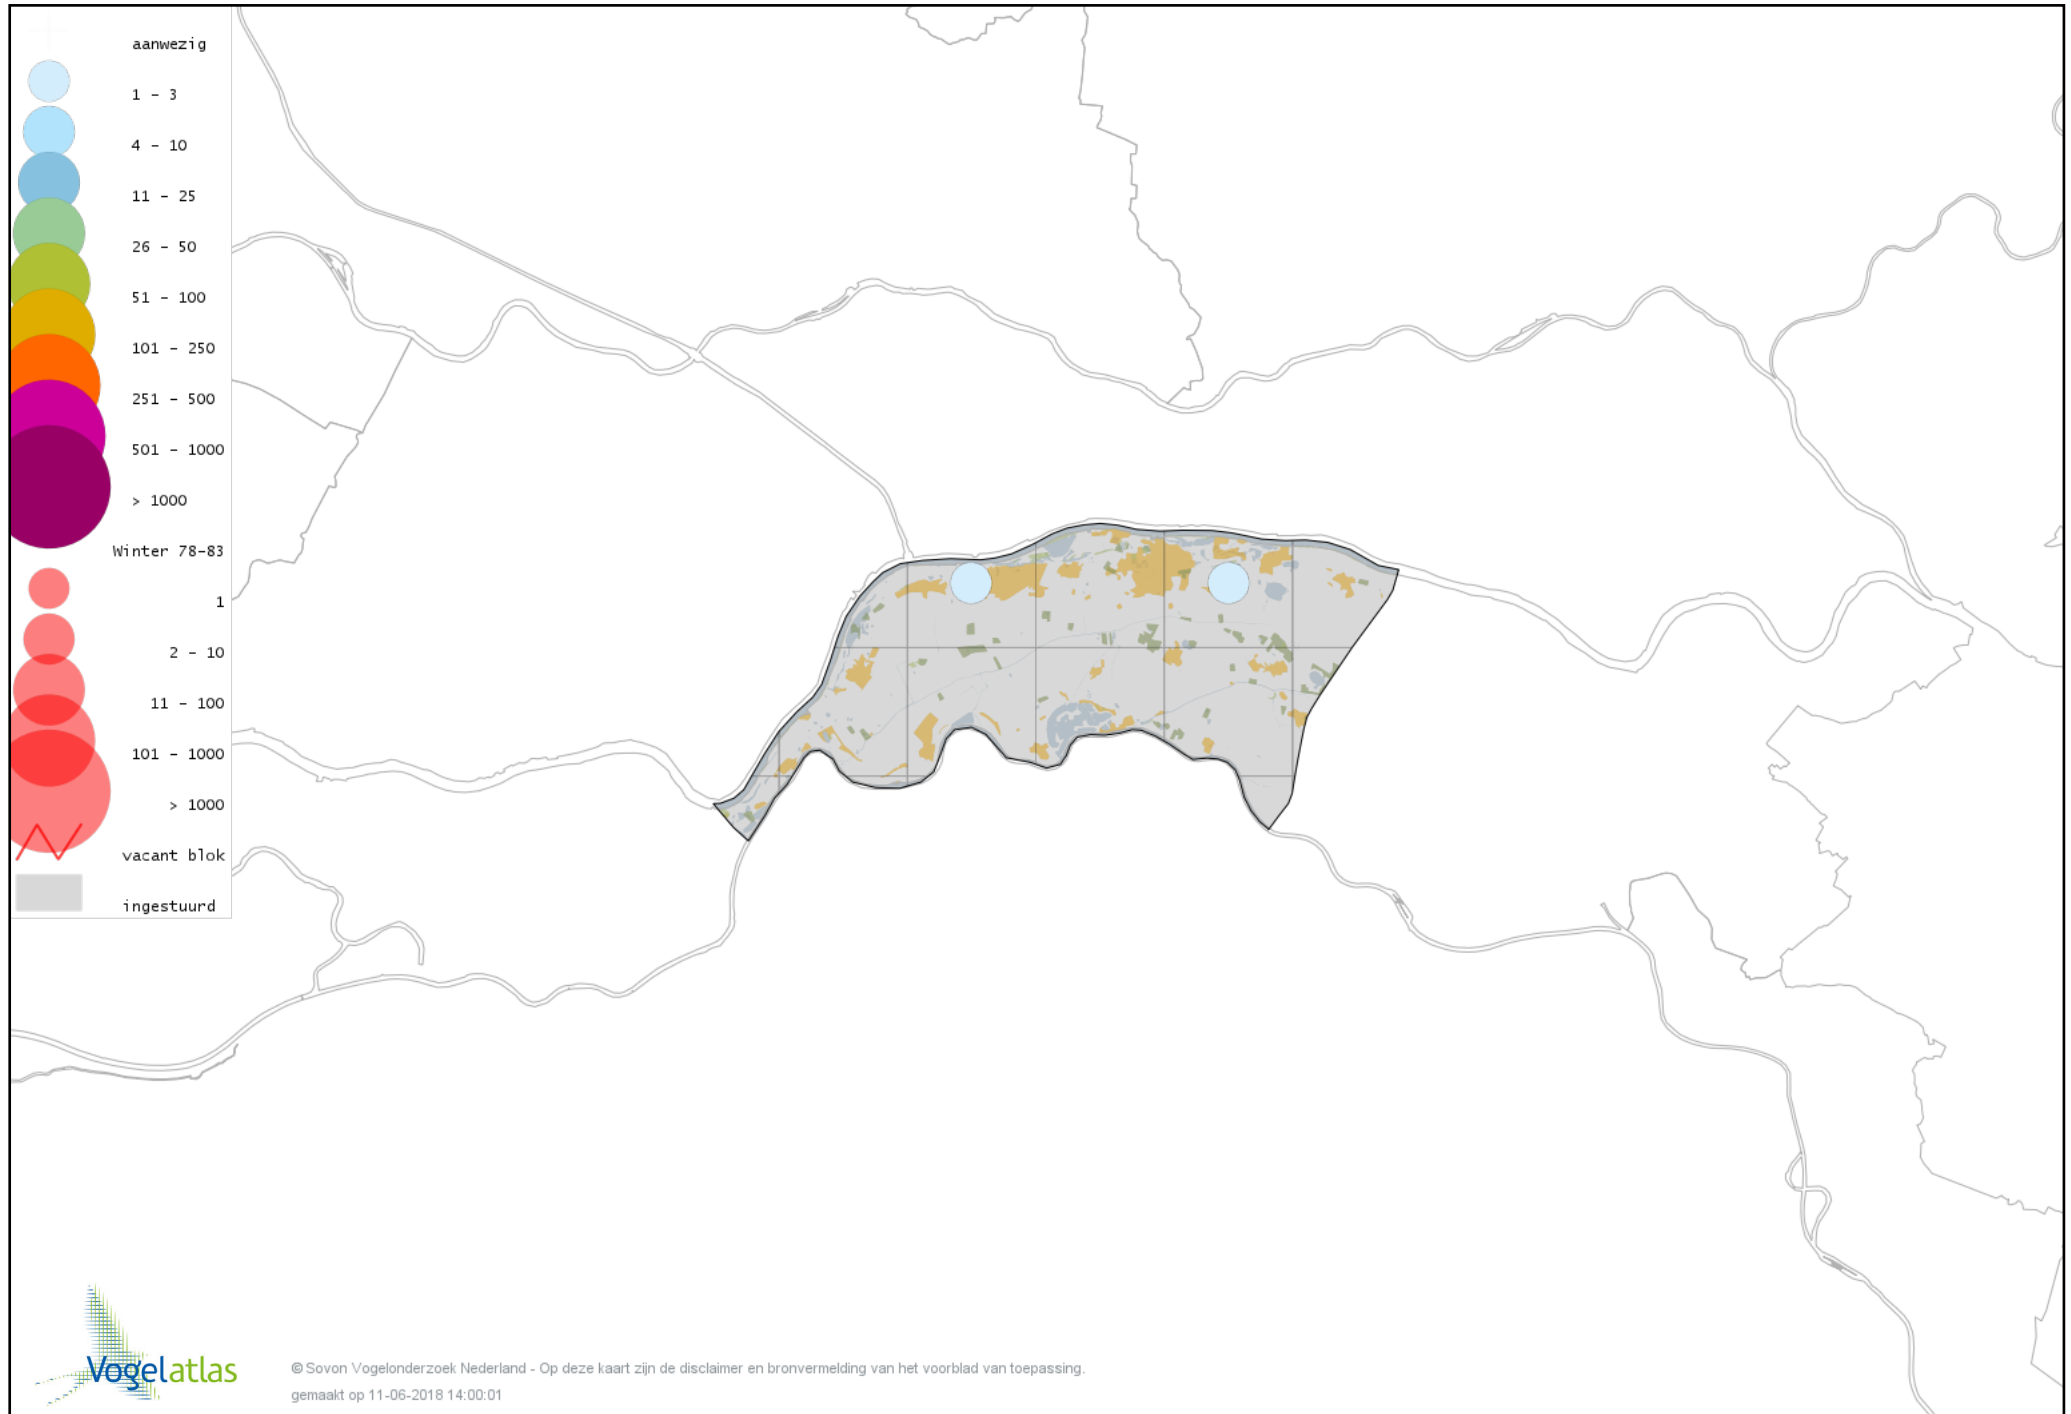 aanwezig
1 - 3
4 - 10
11 - 25
26 - 50
51 - 100
101 - 250
251 - 500
501 - 1000
> 1000
Winter 78-83
1
2 - 10
11 - 100
101 - 1000
> 1000
vacant blok
ingestuurd
Vogelatlas
© Sovon Vogelonderzoek Nederland - Op deze kaart zijn de disclaimer en bronvermelding van het voorblad van toepassing.
gemaakt op 11-06-2018 14:00:01